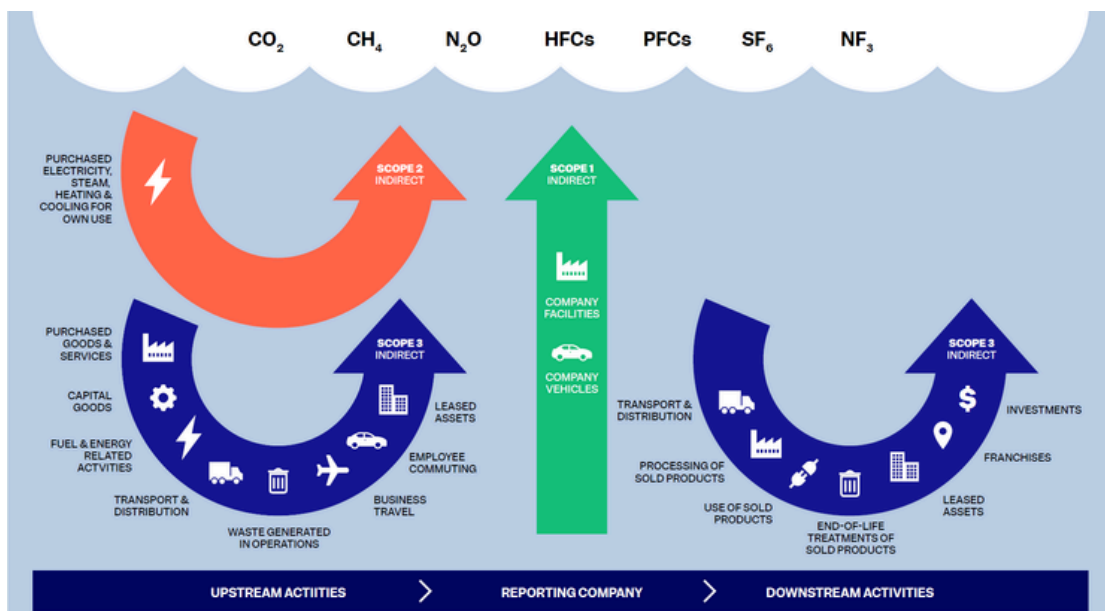 CO₂ CH₄ N₂O HFCs PFCs SF₆ NF₃
PURCHASED
ELECTRICITY,
STEAM,
HEATING &
COOLING FOR
OWN USE
SCOPE 2
INDIRECT
SCOPE 1
INDIRECT
COMPANY
FACILITIES
COMPANY
VEHICLES
PURCHASED
GOODS &
SERVICES
CAPITAL
GOODS
FUEL & ENERGY
RELATED
ACTVITIES
TRANSPORT &
DISTRIBUTION
WASTE GENERATED
IN OPERATIONS
BUSINESS
TRAVEL
EMPLOYEE
COMMUTING
LEASED
ASSETS
SCOPE 3
INDIRECT
TRANSPORT &
DISTRIBUTION
PROCESSING OF
SOLD PRODUCTS
USE OF SOLD
PRODUCTS
END-OF-LIFE
TREATMENTS OF
SOLD PRODUCTS
LEASED
ASSETS
FRANCHISES
INVESTMENTS
$
SCOPE 3
INDIRECT
UPSTREAM ACTIITIES > REPORTING COMPANY > DOWNSTREAM ACTIVITIES